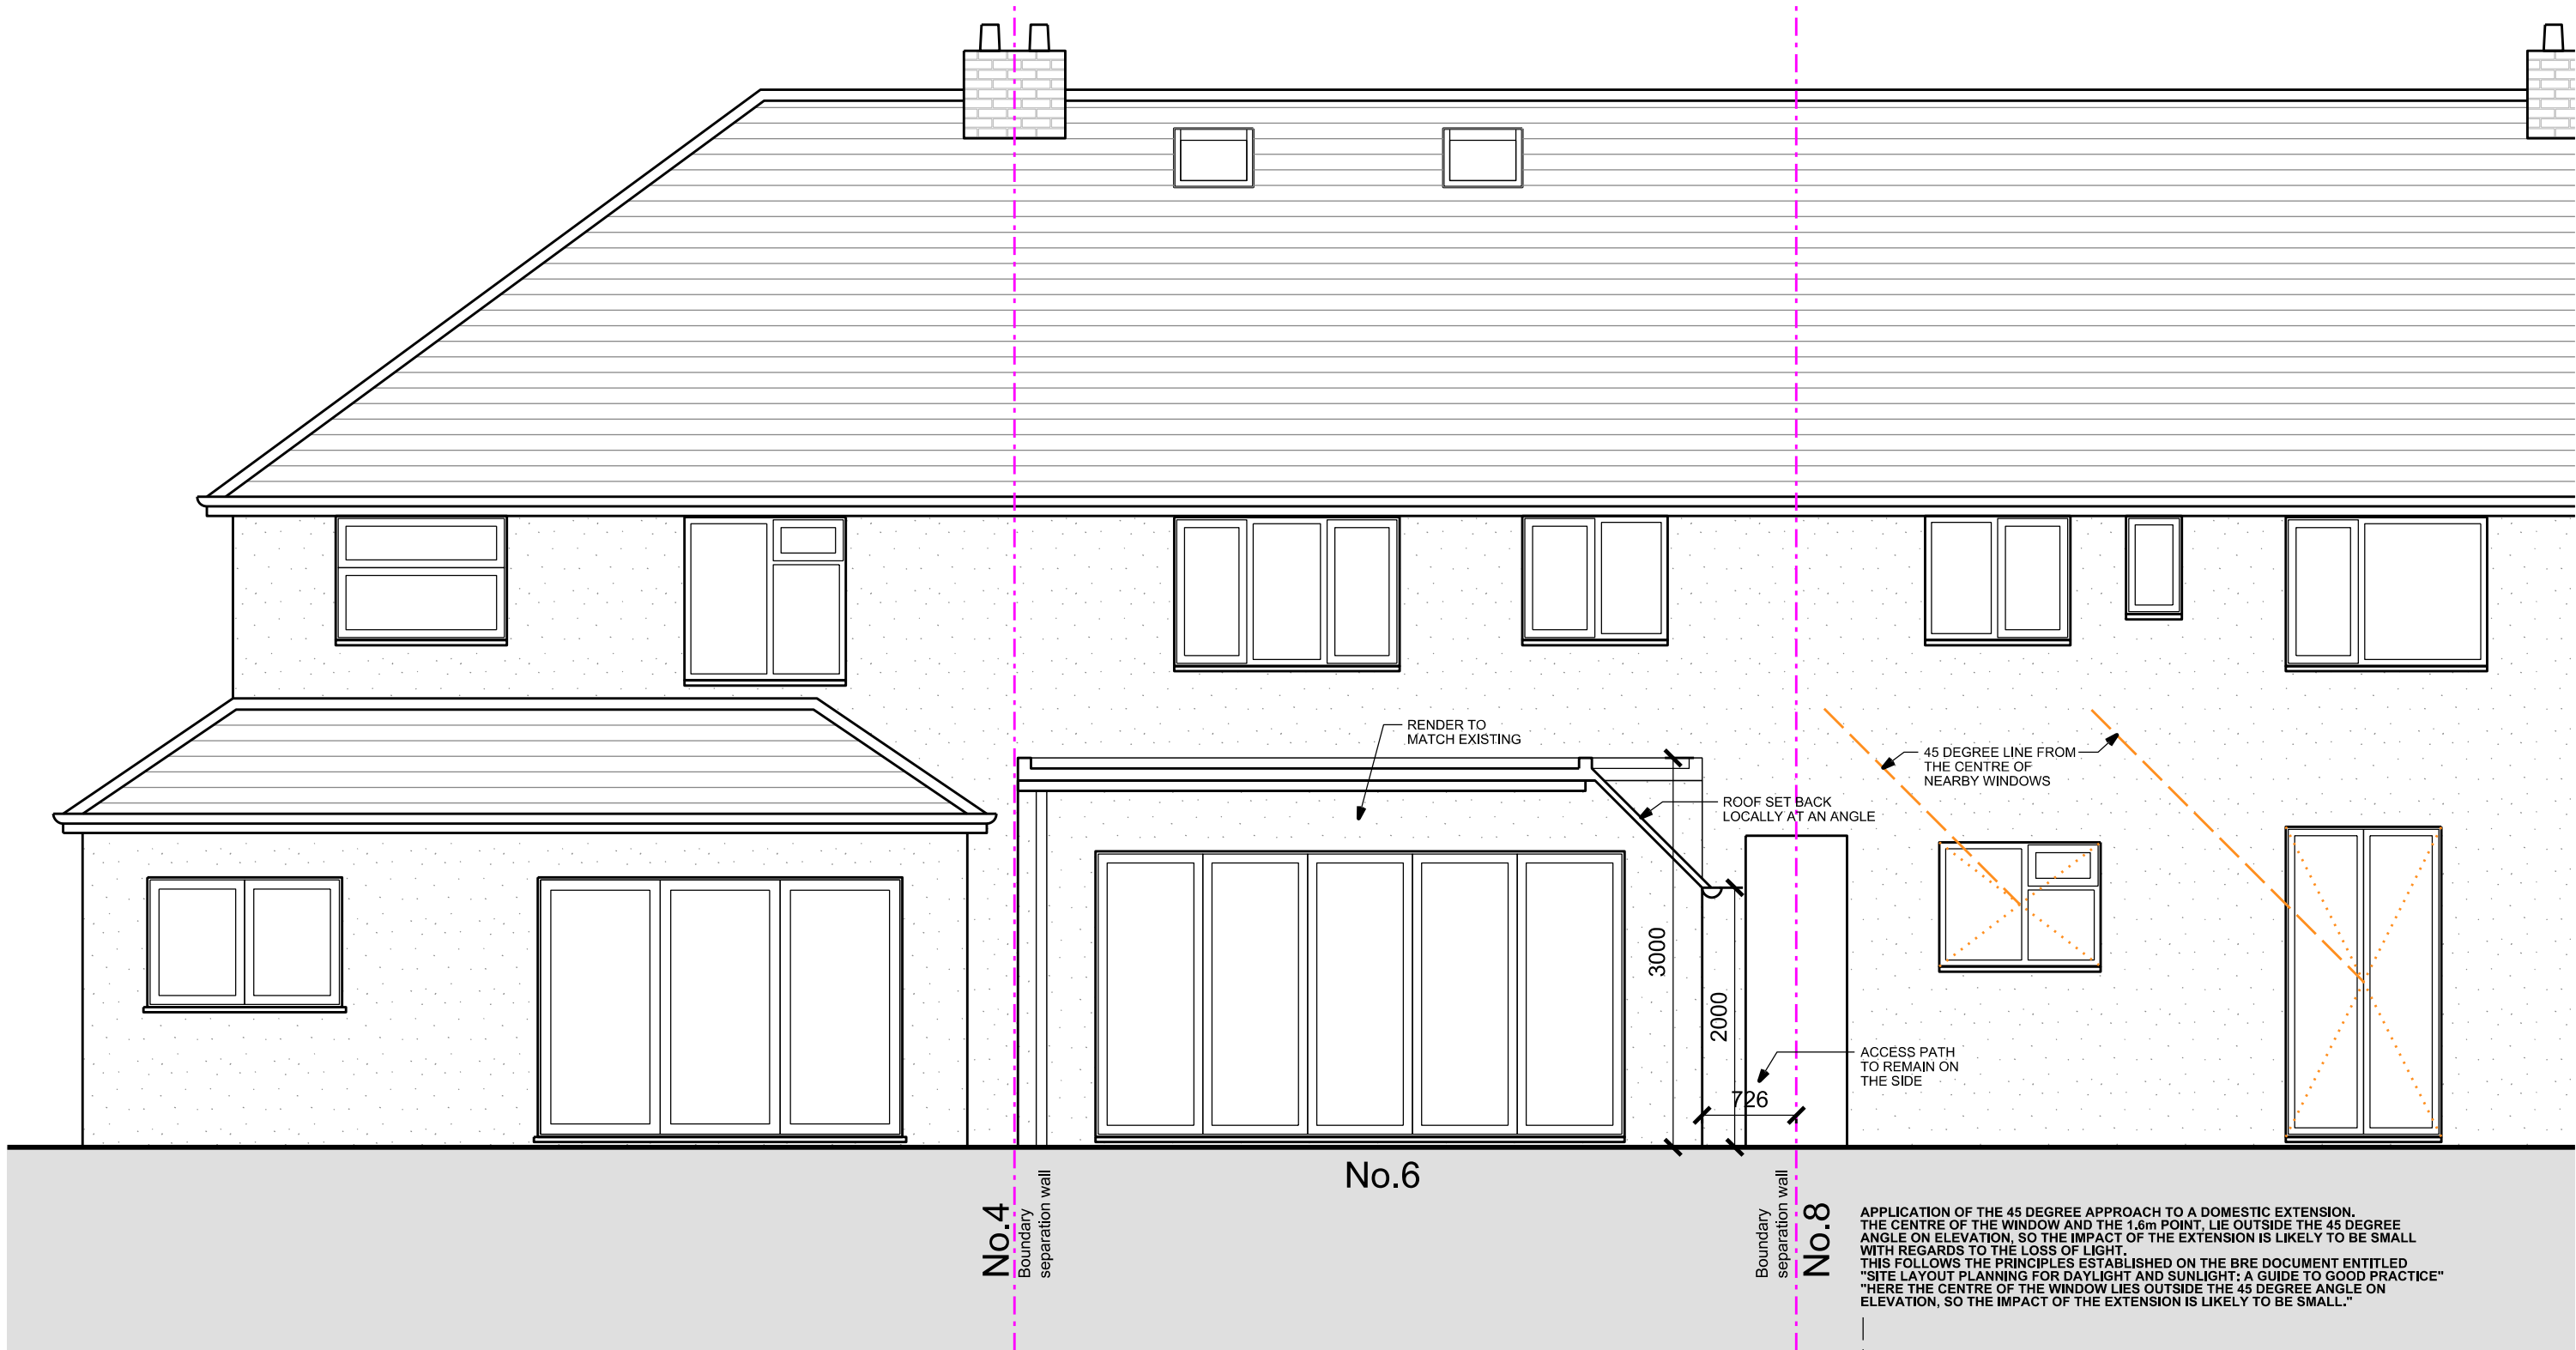 RENDER TO
MATCH EXISTING
45 DEGREE LINE FROM
THE CENTRE OF
NEARBY WINDOWS
ROOF SET BACK
LOCALLY AT AN ANGLE
3000
2000
726
ACCESS PATH
TO REMAIN ON
THE SIDE
No.6
No.4
Boundary
separation wall
Boundary
separation wall
No.8
APPLICATION OF THE 45 DEGREE APPROACH TO A DOMESTIC EXTENSION.
THE CENTRE OF THE WINDOW AND THE 1.6m POINT, LIE OUTSIDE THE 45 DEGREE
ANGLE ON ELEVATION, SO THE IMPACT OF THE EXTENSION IS LIKELY TO BE SMALL
WITH REGARDS TO THE LOSS OF LIGHT.
THIS FOLLOWS THE PRINCIPLES ESTABLISHED ON THE BRE DOCUMENT ENTITLED
"SITE LAYOUT PLANNING FOR DAYLIGHT AND SUNLIGHT: A GUIDE TO GOOD PRACTICE"
"HERE THE CENTRE OF THE WINDOW LIES OUTSIDE THE 45 DEGREE ANGLE ON
ELEVATION, SO THE IMPACT OF THE EXTENSION IS LIKELY TO BE SMALL."